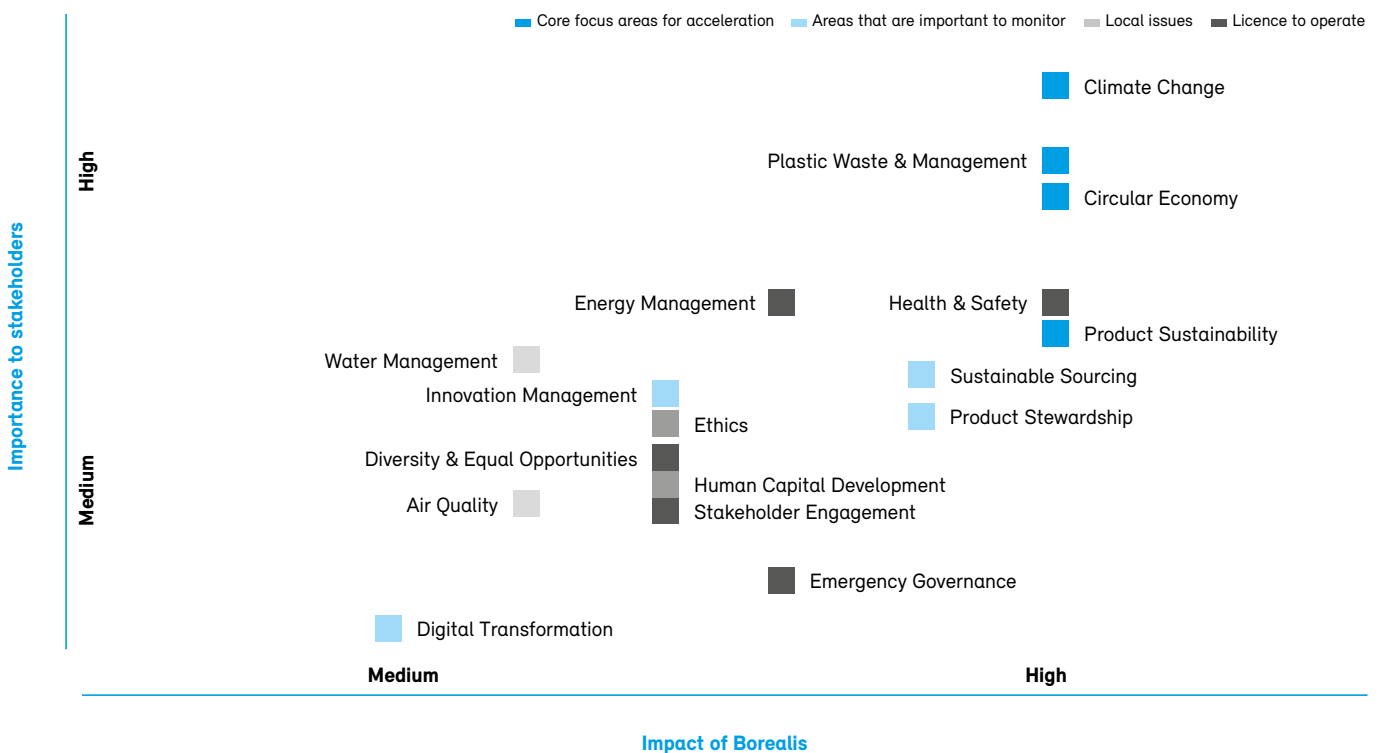 Core focus areas for acceleration
Areas that are important to monitor
Local issues
Licence to operate
Climate Change
High
Plastic Waste & Management
Circular Economy
Importance to stakeholders
Energy Management
Health & Safety
Product Sustainability
Water Management
Sustainable Sourcing
Innovation Management
Product Stewardship
Ethics
Diversity & Equal Opportunities
Medium
Human Capital Development
Air Quality
Stakeholder Engagement
Emergency Governance
Digital Transformation
Medium
High
Impact of Borealis